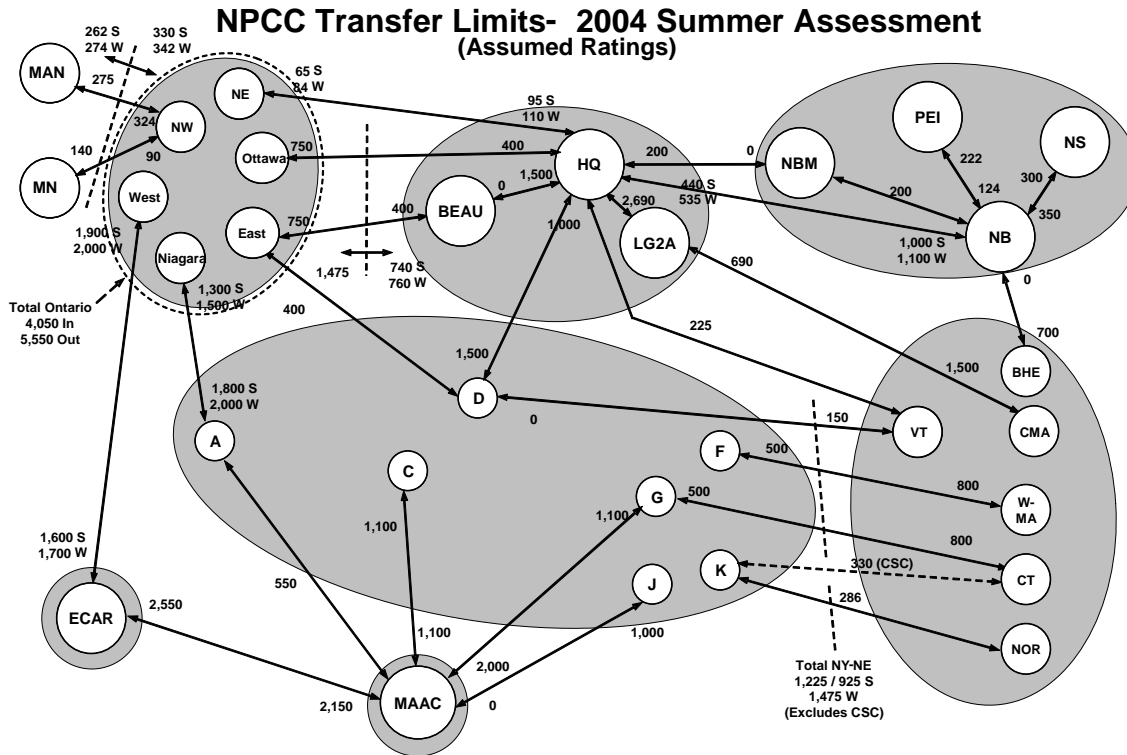 NPCC Transfer Limits-  2004 Summer Assessment
(Assumed Ratings)
262 S
274 W
330 S
342 W
MAN
275
324
NW
NE
65 S
84 W
95 S
110 W
MN
140
90
Ottawa
750
400
HQ
200
0
NBM
PEI
NS
222
124
300
350
200
440 S
535 W
NB
1,000 S
1,100 W
0
West
1,900 S
2,000 W
East
750
400
BEAU
0
1,500
2,690
1,000
LG2A
690
Niagara
1,300 S
1,500 W
1,475
740 S
760 W
Total Ontario
4,050 In
5,550 Out
400
225
700
BHE
1,500
1,500
D
0
150
VT
CMA
1,800 S
2,000 W
A
C
F
500
800
W-
MA
G
500
1,100
1,100
800
CT
330 (CSC)
K
J
286
NOR
1,600 S
1,700 W
ECAR
2,550
550
1,100
1,000
2,000
0
2,150
MAAC
Total NY-NE
1,225 / 925 S
1,475 W
(Excludes CSC)